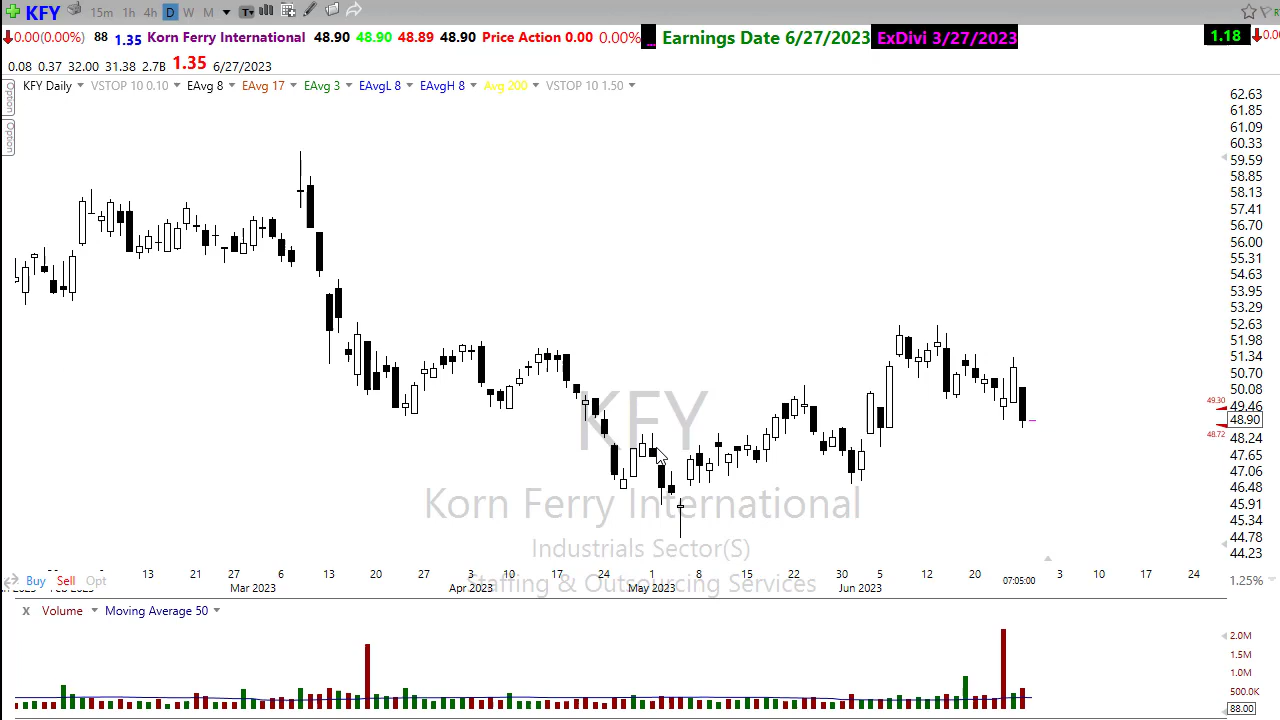 KFY 15m 1h 4h D W M T
0.00(0.00%) 88 1.35 Korn Ferry International 48.90 48.90 48.89 48.90 Price Action 0.00 0.00% ... Earnings Date 6/27/2023 ExDivi 3/27/2023 1.18
0.08 0.37 32.00 31.38 2.7B 1.35 6/27/2023
KFY Daily VSTOP 10 0.10 EAvg 8 EAvg 17 EAvg 3 EAvgL 8 EAvgH 8 Avg 200 VSTOP 10 1.50
Option
Option
62.63
61.85
61.09
60.33
59.59
58.85
58.13
57.41
56.70
56.00
55.31
54.63
53.95
53.29
52.63
51.98
51.34
50.70
50.08
49.30
49.46
48.90
48.72
48.24
47.65
47.06
46.48
45.91
45.34
44.78
44.23
KFY
Korn Ferry International
Industrials Sector(S)
Staffing & Outsourcing Services
13 21 27 6 13 20 27 3 10 17 24 1 8 15 22 30 5 12 20 07:05:00 3 10 17 24
Buy Sell Opt 1.25%
Mar 2023 Apr 2023 May 2023 Jun 2023
x Volume Moving Average 50
2.0M
1.5M
1.0M
500.0K
88.00